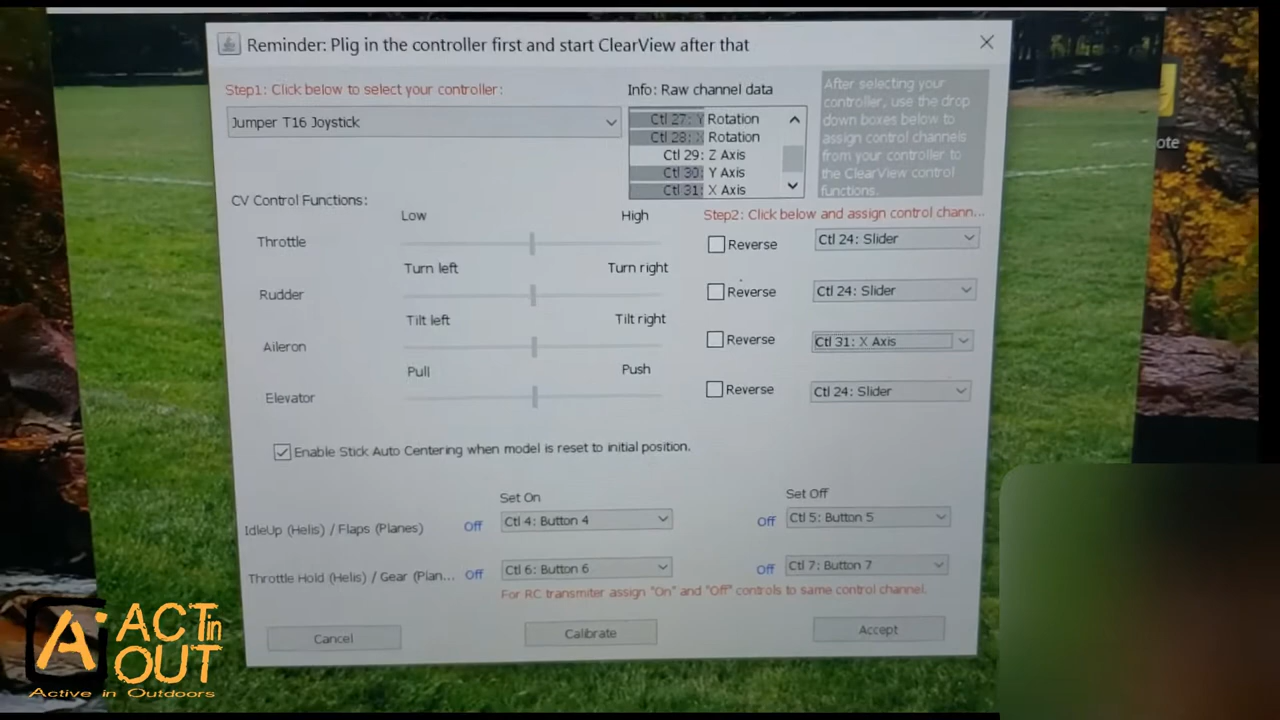 Reminder: Plig in the controller first and start ClearView after that
Step1: Click below to select your controller:
Jumper T16 Joystick
Info: Raw channel data
Ctl 27: Y Rotation
Ctl 28: X Rotation
Ctl 29: Z Axis
Ctl 30: Y Axis
Ctl 31: X Axis
After selecting your
controller, use the drop
down boxes below to
assign control channels
from your controller to
the ClearView control
functions.
ote
CV Control Functions:
Low High
Step2: Click below and assign control chann...
Throttle
Reverse
Ctl 24: Slider
Turn left Turn right
Rudder
Reverse
Ctl 24: Slider
Tilt left Tilt right
Aileron
Reverse
Ctl 31: X Axis
Pull Push
Elevator
Reverse
Ctl 24: Slider
Enable Stick Auto Centering when model is reset to initial position.
Set On Set Off
IdleUp (Helis) / Flaps (Planes) Off Ctl 4: Button 4 Off Ctl 5: Button 5
Throttle Hold (Helis) / Gear (Plan... Off Ctl 6: Button 6 Off Ctl 7: Button 7
For RC transmiter assign "On" and "Off" controls to same control channel.
Cancel Calibrate Accept
A
ACT in
OUT
Active in Outdoors